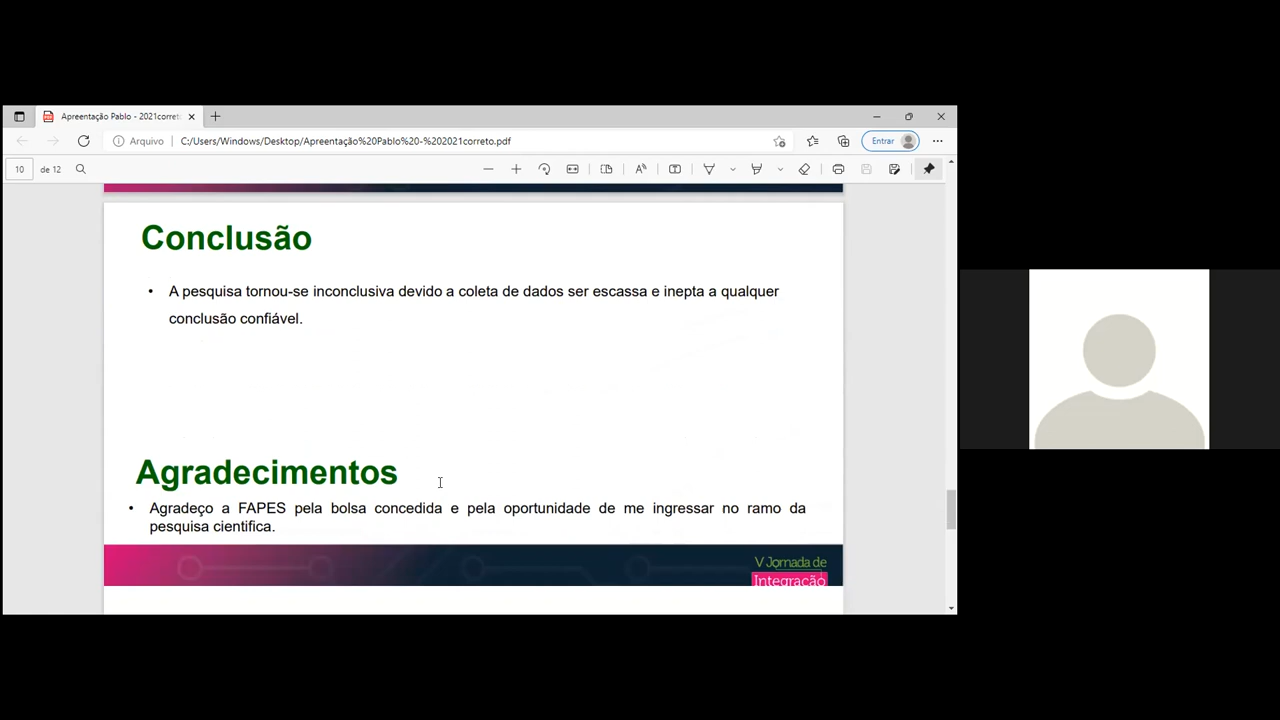 Apreentação Pablo - 2021corret
Arquivo
C:/Users/Windows/Desktop/Apreentação%20Pablo%20-%202021correto.pdf
Entrar
10 de 12
Conclusão
• A pesquisa tornou-se inconclusiva devido a coleta de dados ser escassa e inepta a qualquer
conclusão confiável.
Agradecimentos
• Agradeço a FAPES pela bolsa concedida e pela oportunidade de me ingressar no ramo da
pesquisa cientifica.
V Jornada de
Integração